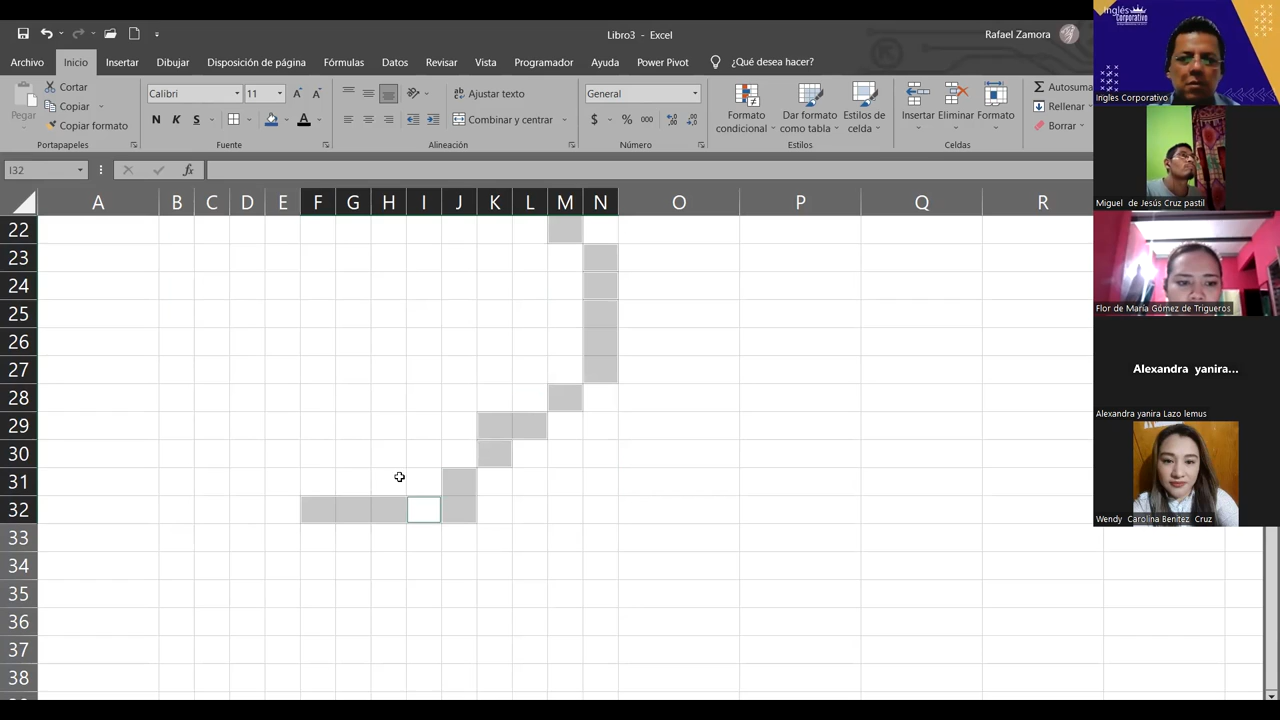 Libro3 - Excel
Rafael Zamora
Archivo Inicio Insertar Dibujar Disposición de página Fórmulas Datos Revisar Vista Programador Ayuda Power Pivot ¿Qué desea hacer?
Pegar
Cortar
Copiar
Copiar formato
Portapapeles
Calibri 11
N K S
Fuente
Ajustar texto
Combinar y centrar
Alineación
General
$ % 000
Número
Formato condicional
Dar formato como tabla
Estilos de celda
Estilos
Insertar Eliminar Formato
Celdas
Autosuma
Rellenar
Borrar
I32
fx
A B C D E F G H I J K L M N O P Q R
22
23
24
25
26
27
28
29
30
31
32
33
34
35
36
37
38
Inglés
Corporativo
Ingles Corporativo
Miguel de Jesús Cruz pastil
Flor de María Gómez de Trigueros
Alexandra yanira...
Alexandra yanira Lazo lemus
Wendy Carolina Benitez Cruz